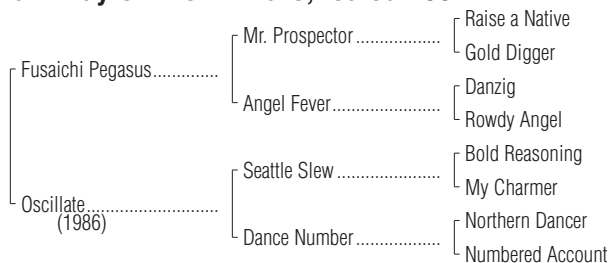 Raise a Native
Mr. Prospector
Gold Digger
Fusaichi Pegasus
Danzig
Angel Fever
Rowdy Angel
Bold Reasoning
Seattle Slew
My Charmer
Oscillate
(1986)
Northern Dancer
Dance Number
Numbered Account